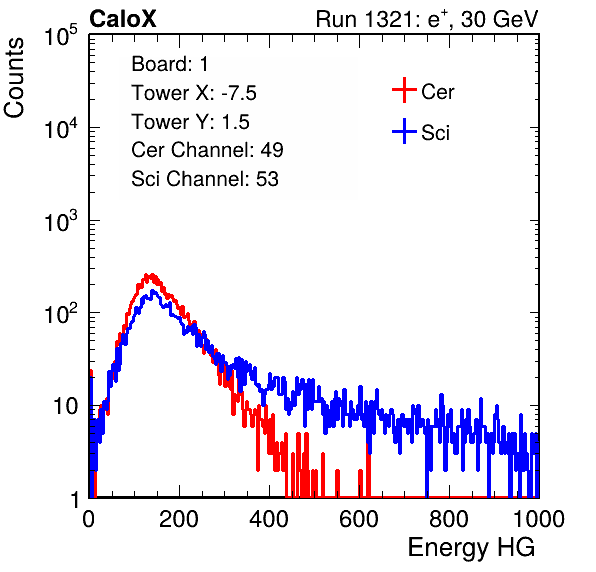 CaloX Run 1321: e⁺, 30 GeV
Counts
10⁵
10⁴
10³
10²
10
1
Board: 1
Tower X: -7.5
Tower Y: 1.5
Cer Channel: 49
Sci Channel: 53
Cer
Sci
0 200 400 600 800 1000
Energy HG